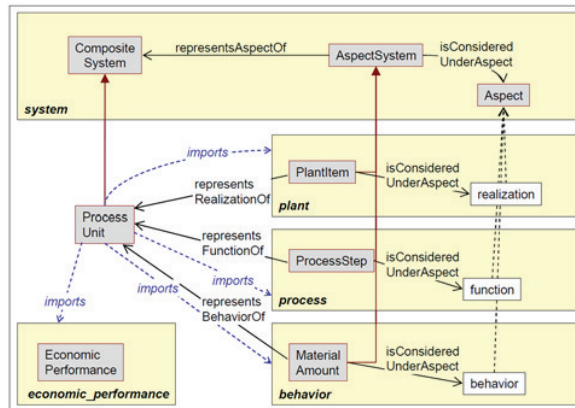 Composite
System
representsAspectOf
AspectSystem
isConsidered
UnderAspect
Aspect
system
imports
PlantItem
isConsidered
UnderAspect
realization
represents
RealizationOf
plant
Process
Unit
represents
FunctionOf
ProcessStep
isConsidered
UnderAspect
function
imports
imports
imports
process
represents
BehaviorOf
Economic
Performance
economic_performance
Material
Amount
isConsidered
UnderAspect
behavior
behavior